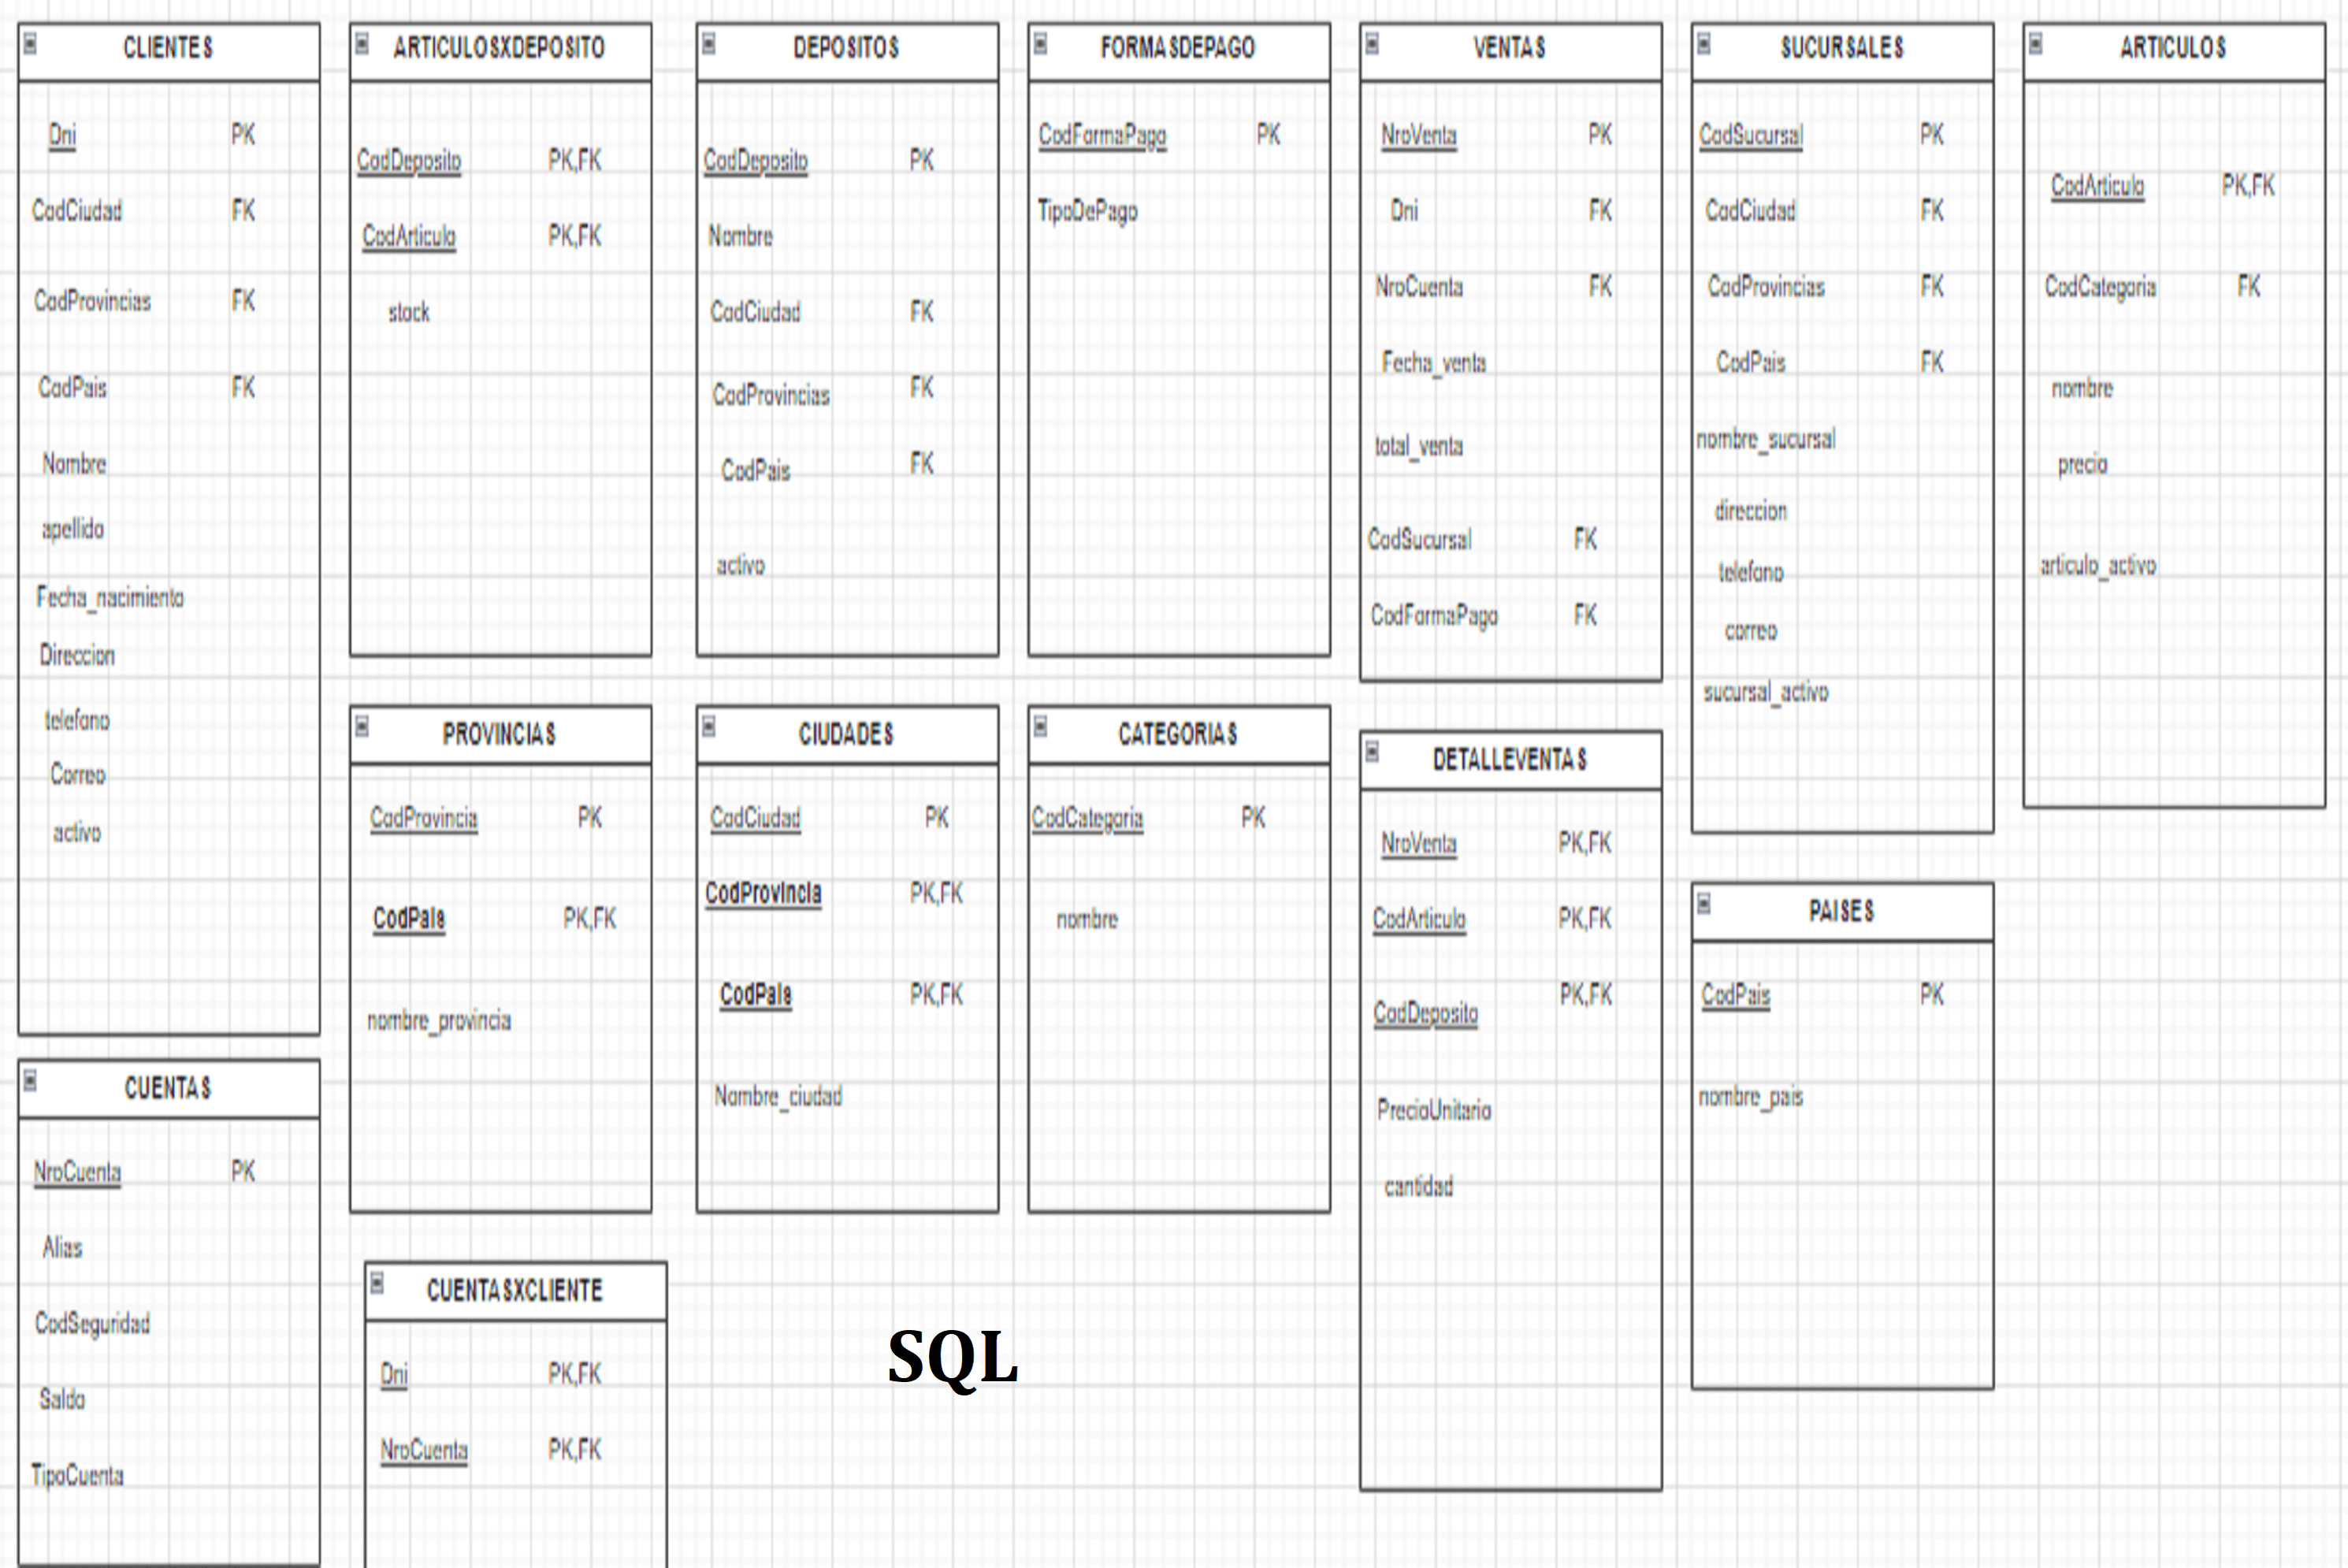 CLIENTES
Dni PK
CodCiudad FK
CodProvincias FK
CodPais FK
Nombre
apellido
Fecha_nacimiento
Direccion
telefono
Correo
activo
ARTICULOSXDEPOSITO
CodDeposito PK,FK
CodArticulo PK,FK
stock
DEPOSITOS
CodDeposito PK
Nombre
CodCiudad FK
CodProvincias FK
CodPais FK
activo
FORMASDEPAGO
CodFormaPago PK
TipoDePago
VENTAS
NroVenta PK
Dni FK
NroCuenta FK
Fecha_venta
total_venta
CodSucursal FK
CodFormaPago FK
SUCURSALES
CodSucursal PK
CodCiudad FK
CodProvincias FK
CodPais FK
nombre_sucursal
direccion
telefono
correo
sucursal_activo
ARTICULOS
CodArticulo PK,FK
CodCategoria FK
nombre
precio
articulo_activo
PROVINCIAS
CodProvincia PK
CodPais PK,FK
nombre_provincia
CIUDADES
CodCiudad PK
CodProvincia PK,FK
CodPais PK,FK
Nombre_ciudad
CATEGORIAS
CodCategoria PK
nombre
DETALLEVENTAS
NroVenta PK,FK
CodArticulo PK,FK
CodDeposito PK,FK
PrecioUnitario
cantidad
PAISES
CodPais PK
nombre_pais
CUENTAS
NroCuenta PK
Alias
CodSeguridad
Saldo
TipoCuenta
CUENTASXCLIENTE
Dni PK,FK
NroCuenta PK,FK
SQL